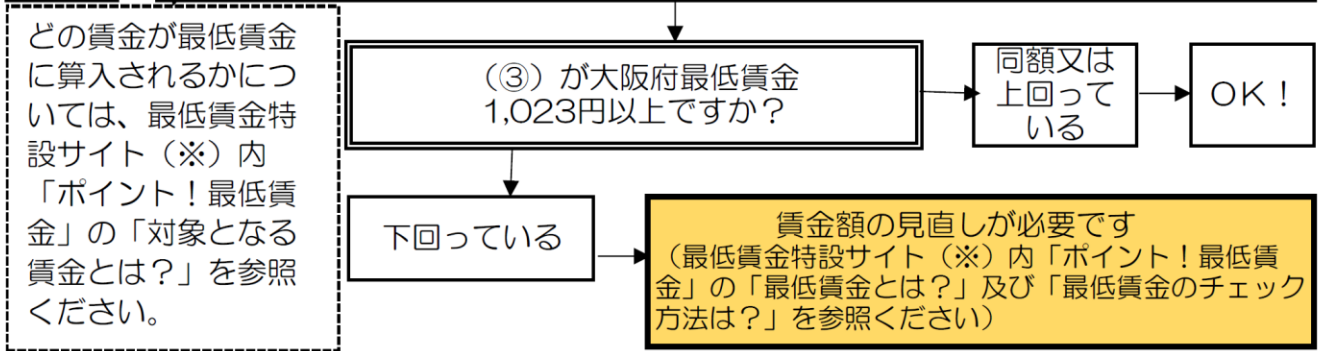 どの賃金が最低賃金
に算入されるかにつ
いては、最低賃金特
設サイト（※）内
「ポイント！最低賃
金」の「対象となる
賃金とは？」を参照
ください。
（③）が大阪府最低賃金
1,023円以上ですか？
同額又は
上回って
いる
OK！
下回っている
賃金額の見直しが必要です
（最低賃金特設サイト（※）内「ポイント！最低賃
金」の「最低賃金とは？」及び「最低賃金のチェック
方法は？」を参照ください）